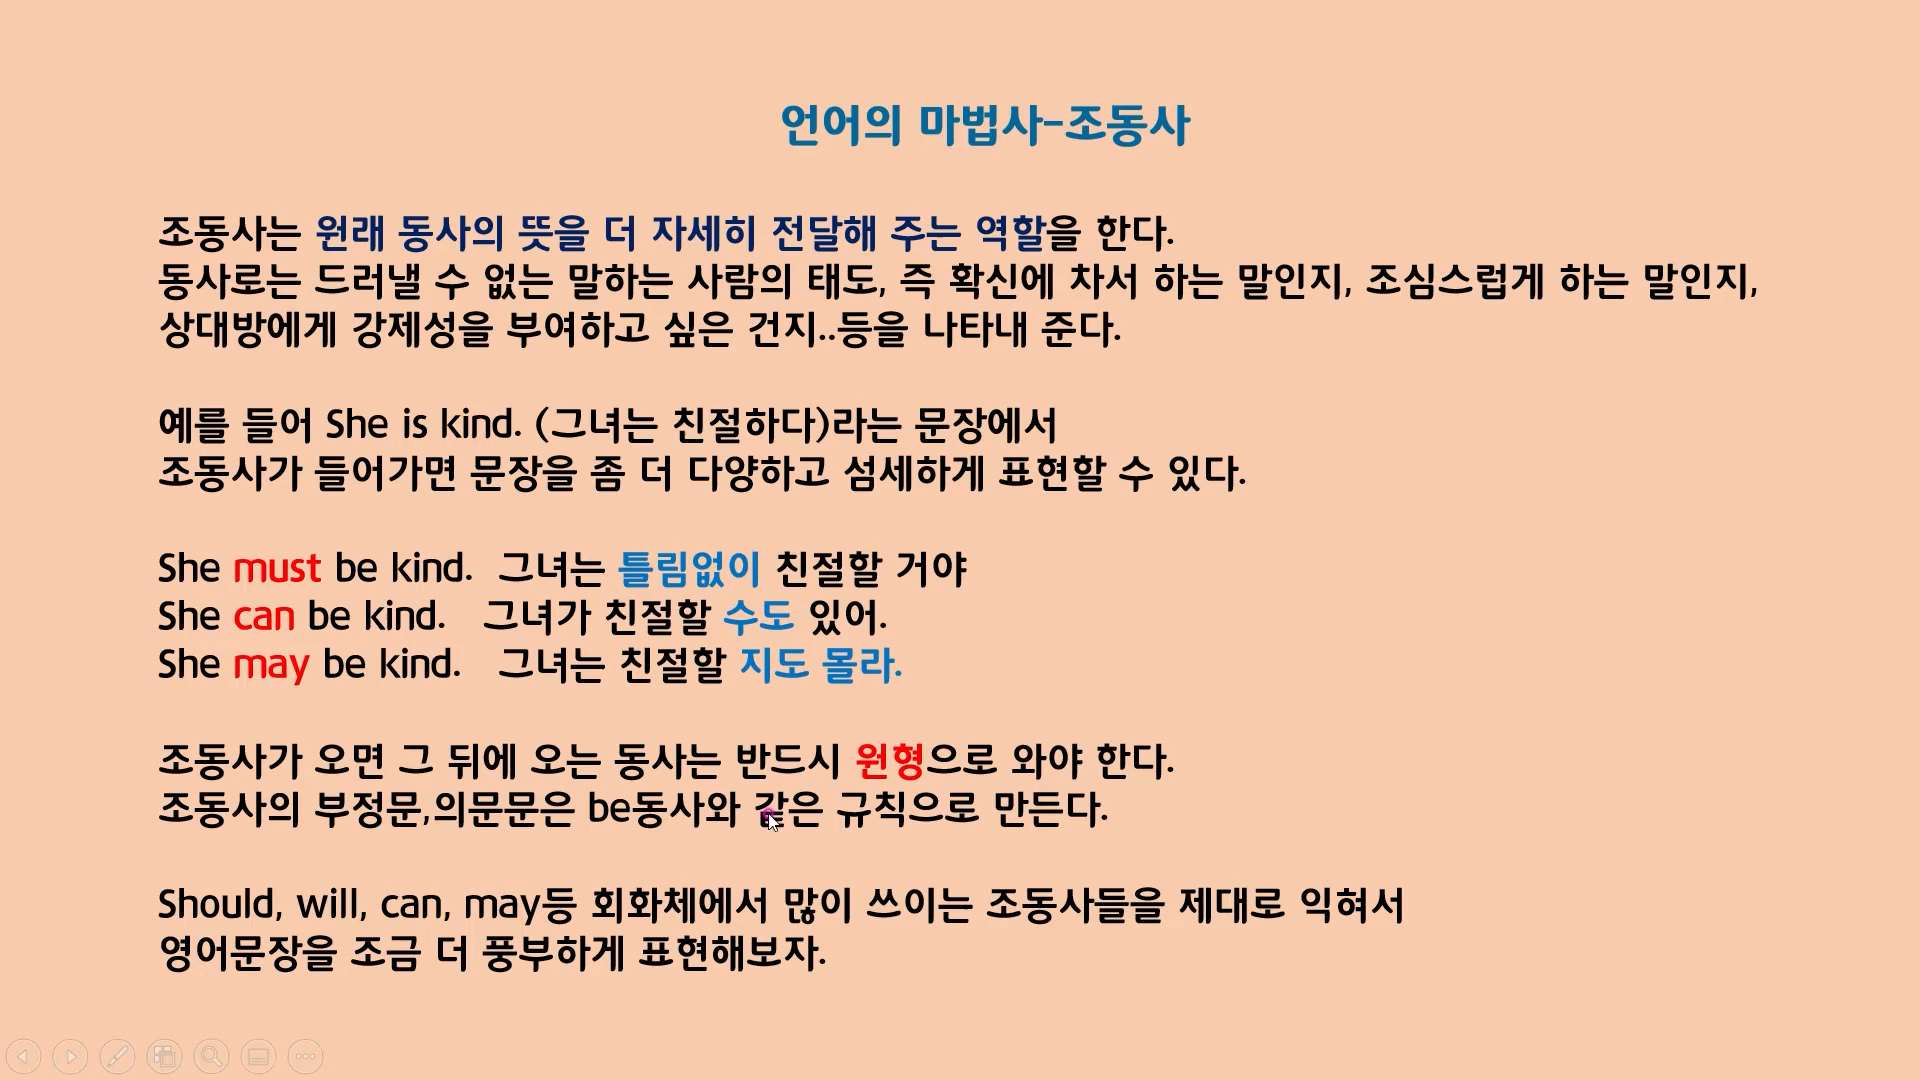 언어의 마법사-조동사
조동사는 원래 동사의 뜻을 더 자세히 전달해 주는 역할을 한다.
동사로는 드러낼 수 없는 말하는 사람의 태도, 즉 확신에 차서 하는 말인지, 조심스럽게 하는 말인지,
상대방에게 강제성을 부여하고 싶은 건지..등을 나타내 준다.
예를 들어 She is kind. (그녀는 친절하다)라는 문장에서
조동사가 들어가면 문장을 좀 더 다양하고 섬세하게 표현할 수 있다.
She must be kind. 그녀는 틀림없이 친절할 거야
She can be kind. 그녀가 친절할 수도 있어.
She may be kind. 그녀는 친절할 지도 몰라.
조동사가 오면 그 뒤에 오는 동사는 반드시 원형으로 와야 한다.
조동사의 부정문,의문문은 be동사와 같은 규칙으로 만든다.
Should, will, can, may등 회화체에서 많이 쓰이는 조동사들을 제대로 익혀서
영어문장을 조금 더 풍부하게 표현해보자.